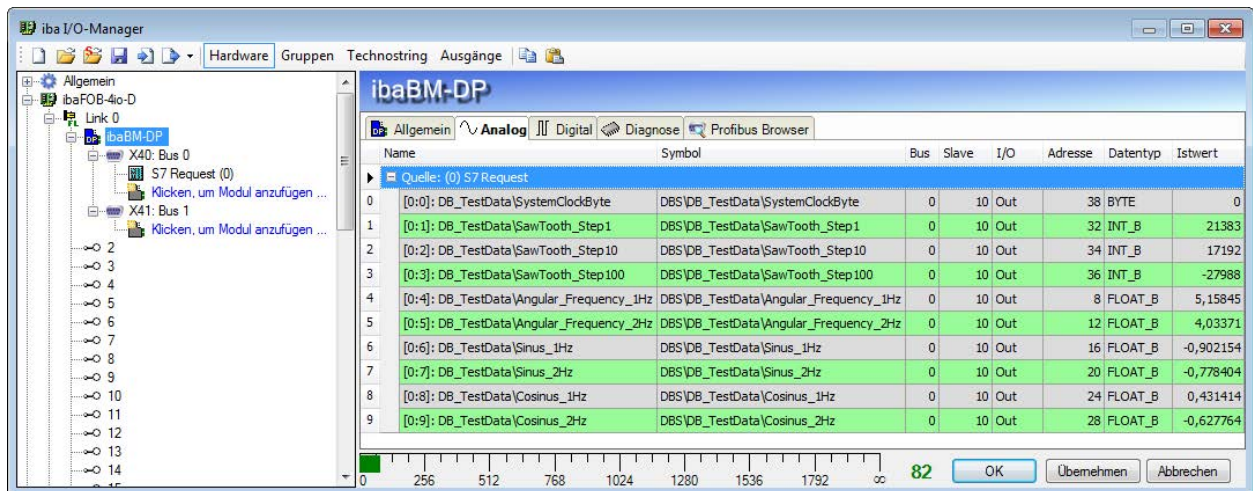 iba I/O-Manager
Hardware Gruppen Technostring Ausgänge
Allgemein
ibaFOB-4io-D
Link 0
ibaBM-DP
X40: Bus 0
S7 Request (0)
Klicken, um Modul anzufügen ...
X41: Bus 1
Klicken, um Modul anzufügen ...
2
3
4
5
6
7
8
9
10
11
12
13
14
ibaBM-DP
Allgemein Analog Digital Diagnose Profibus Browser
Name Symbol Bus Slave I/O Adresse Datentyp Istwert
Quelle: (0) S7 Request
0 [0:0]: DB_TestData\SystemClockByte DBS\DB_TestData\SystemClockByte 0 10 Out 38 BYTE 0
1 [0:1]: DB_TestData\SawTooth_Step1 DBS\DB_TestData\SawTooth_Step1 0 10 Out 32 INT_B 21383
2 [0:2]: DB_TestData\SawTooth_Step10 DBS\DB_TestData\SawTooth_Step10 0 10 Out 34 INT_B 17192
3 [0:3]: DB_TestData\SawTooth_Step100 DBS\DB_TestData\SawTooth_Step100 0 10 Out 36 INT_B -27988
4 [0:4]: DB_TestData\Angular_Frequency_1Hz DBS\DB_TestData\Angular_Frequency_1Hz 0 10 Out 8 FLOAT_B 5,15845
5 [0:5]: DB_TestData\Angular_Frequency_2Hz DBS\DB_TestData\Angular_Frequency_2Hz 0 10 Out 12 FLOAT_B 4,03371
6 [0:6]: DB_TestData\Sinus_1Hz DBS\DB_TestData\Sinus_1Hz 0 10 Out 16 FLOAT_B -0,902154
7 [0:7]: DB_TestData\Sinus_2Hz DBS\DB_TestData\Sinus_2Hz 0 10 Out 20 FLOAT_B -0,778404
8 [0:8]: DB_TestData\Cosinus_1Hz DBS\DB_TestData\Cosinus_1Hz 0 10 Out 24 FLOAT_B 0,431414
9 [0:9]: DB_TestData\Cosinus_2Hz DBS\DB_TestData\Cosinus_2Hz 0 10 Out 28 FLOAT_B -0,627764
0 256 512 768 1024 1280 1536 1792 ∞ 82 OK Übernehmen Abbrechen